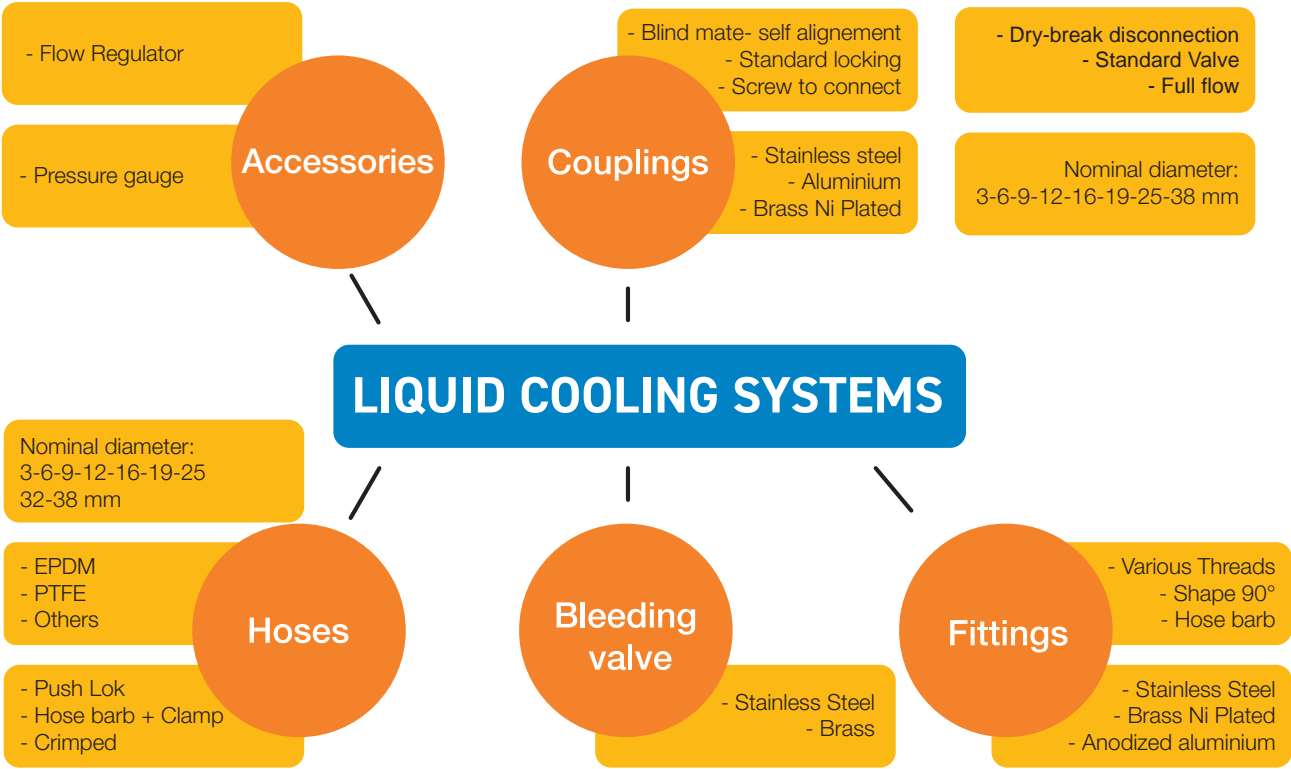 - Flow Regulator
- Pressure gauge
Accessories
- Blind mate- self alignement
- Standard locking
- Screw to connect
Couplings
- Stainless steel
- Aluminium
- Brass Ni Plated
- Dry-break disconnection
- Standard Valve
- Full flow
Nominal diameter:
3-6-9-12-16-19-25-38 mm
LIQUID COOLING SYSTEMS
Nominal diameter:
3-6-9-12-16-19-25
32-38 mm
- EPDM
- PTFE
- Others
Hoses
- Push Lok
- Hose barb + Clamp
- Crimped
Bleeding
valve
- Stainless Steel
- Brass
Fittings
- Various Threads
- Shape 90°
- Hose barb
- Stainless Steel
- Brass Ni Plated
- Anodized aluminium